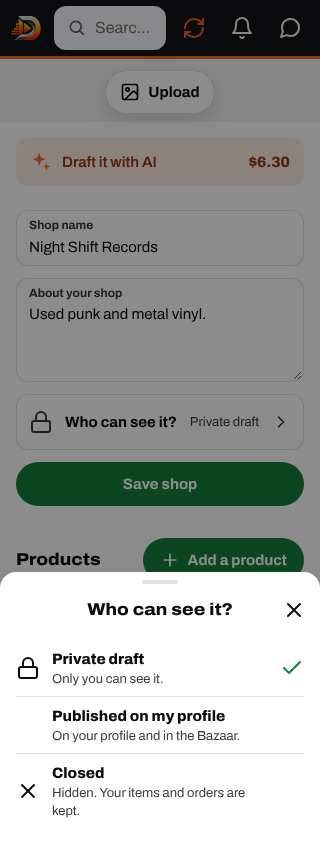 Searc...
Upload
Draft it with AI $6.30
Shop name
Night Shift Records
About your shop
Used punk and metal vinyl.
Who can see it? Private draft
Save shop
Products Add a product
Who can see it?
Private draft
Only you can see it.
Published on my profile
On your profile and in the Bazaar.
Closed
Hidden. Your items and orders are
kept.